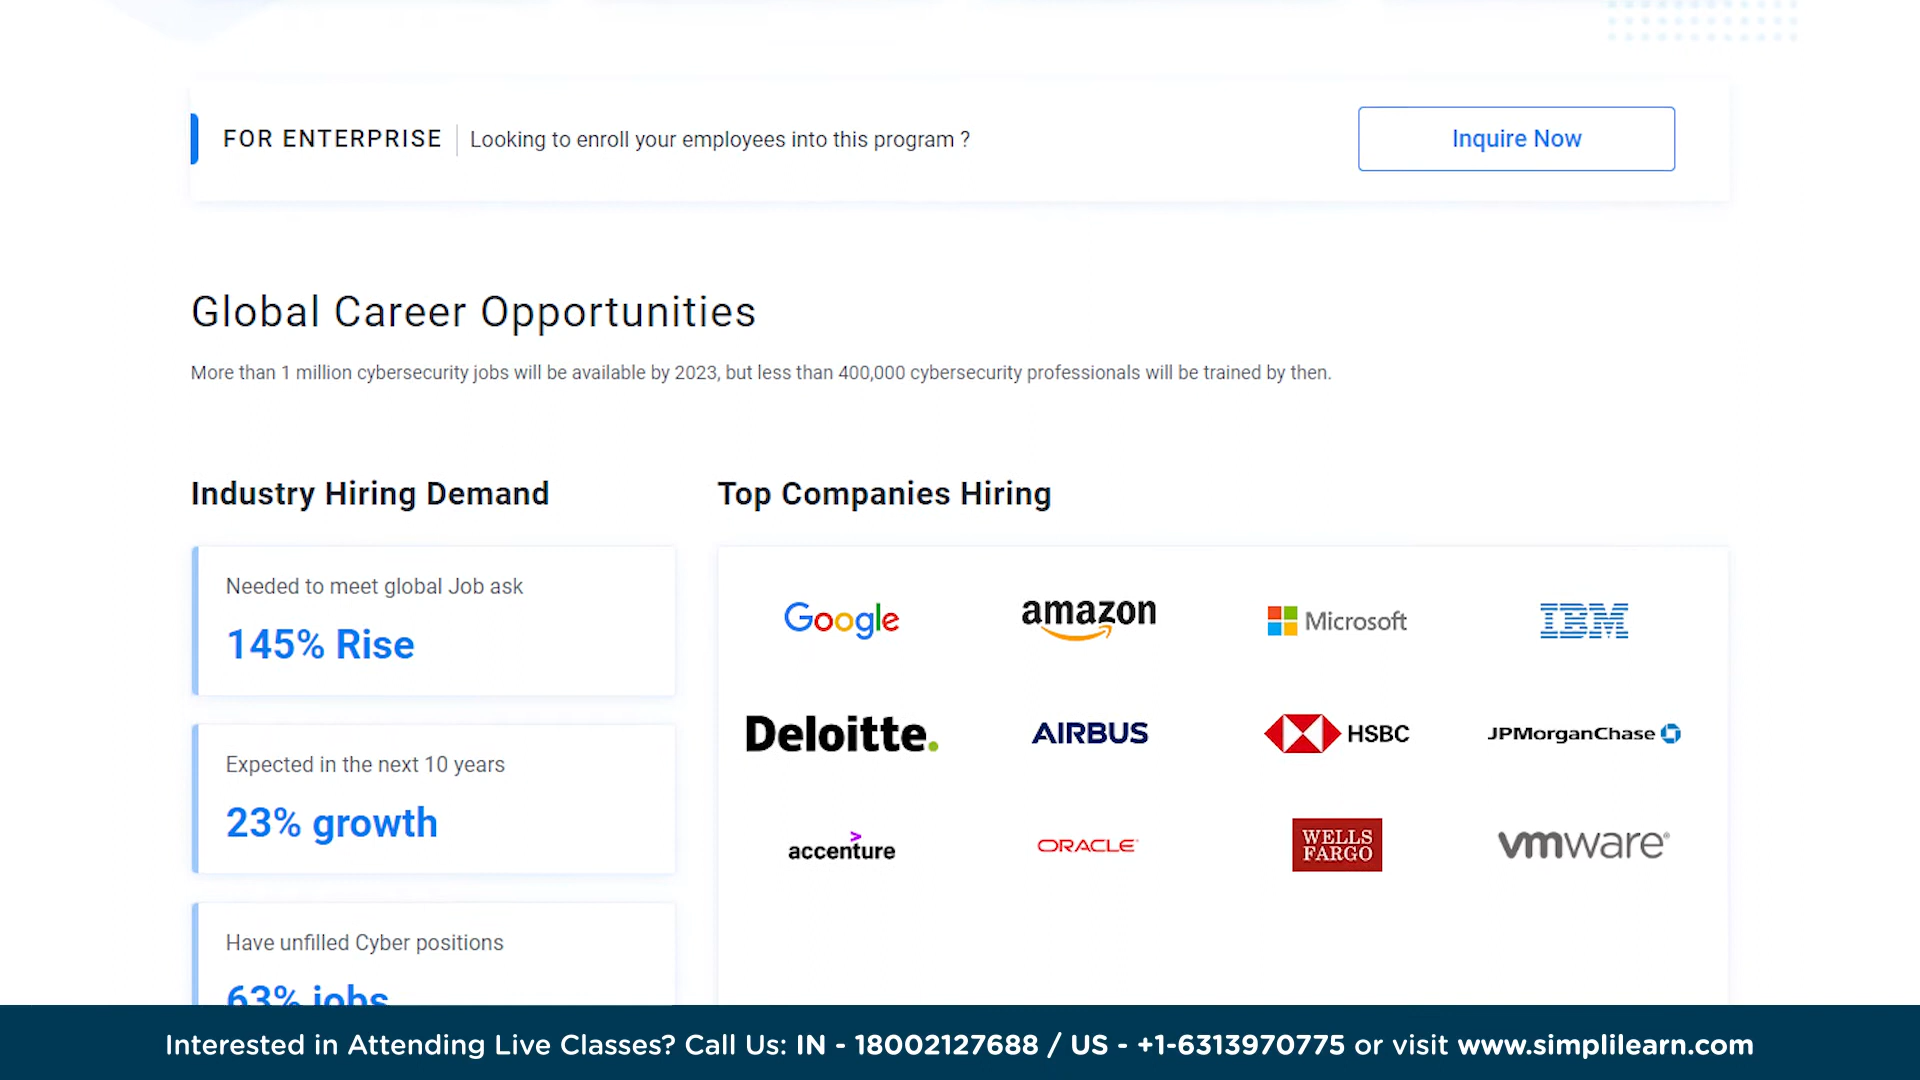 FOR ENTERPRISE | Looking to enroll your employees into this program ?
Inquire Now
Global Career Opportunities
More than 1 million cybersecurity jobs will be available by 2023, but less than 400,000 cybersecurity professionals will be trained by then.
Industry Hiring Demand
Needed to meet global Job ask
145% Rise
Expected in the next 10 years
23% growth
Have unfilled Cyber positions
63% jobs
Top Companies Hiring
Google amazon Microsoft IBM
Deloitte. AIRBUS HSBC JPMorganChase
accenture ORACLE WELLS FARGO vmware
Interested in Attending Live Classes? Call Us: IN - 18002127688 / US - +1-6313970775 or visit www.simplilearn.com